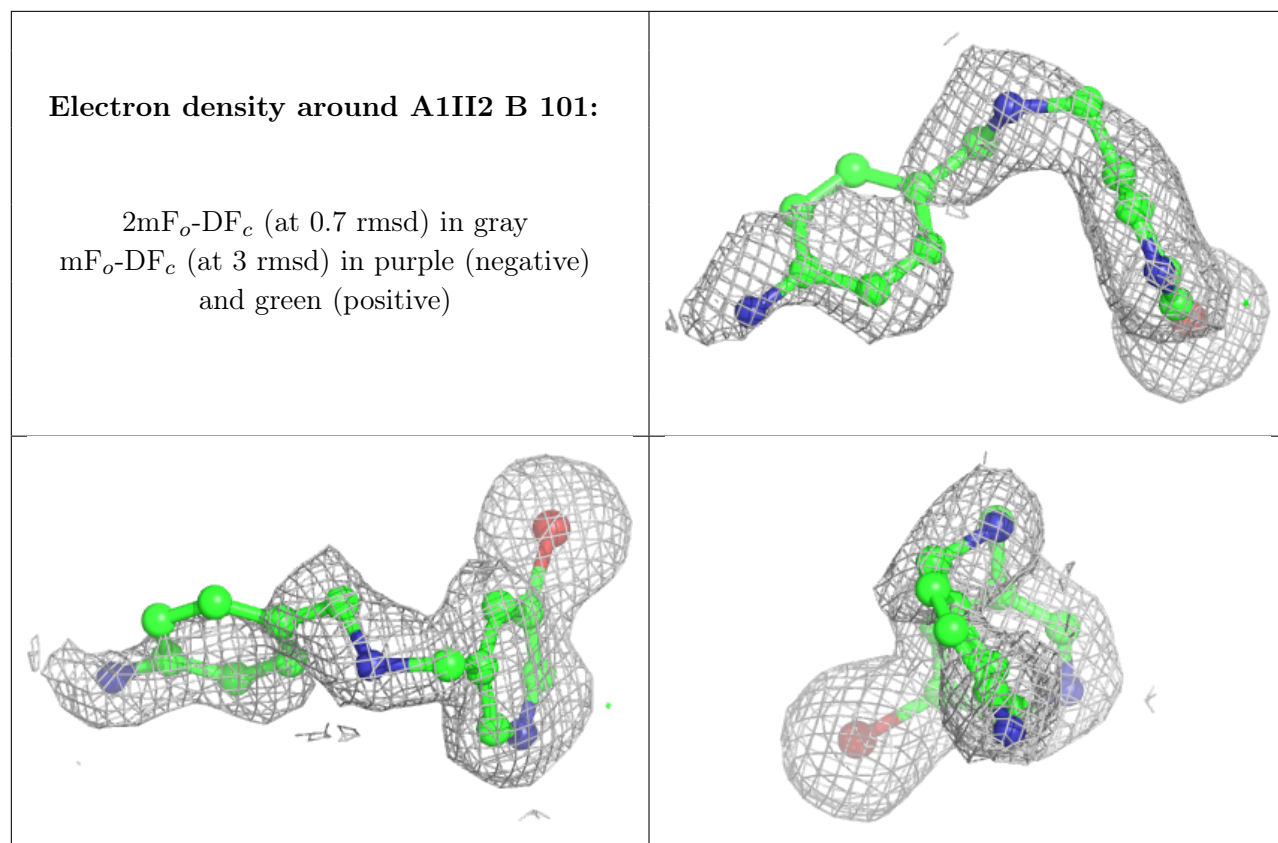 Electron density around A1II2 B 101:
2mFₒ-DF𝒸 (at 0.7 rmsd) in gray
mFₒ-DF𝒸 (at 3 rmsd) in purple (negative)
and green (positive)